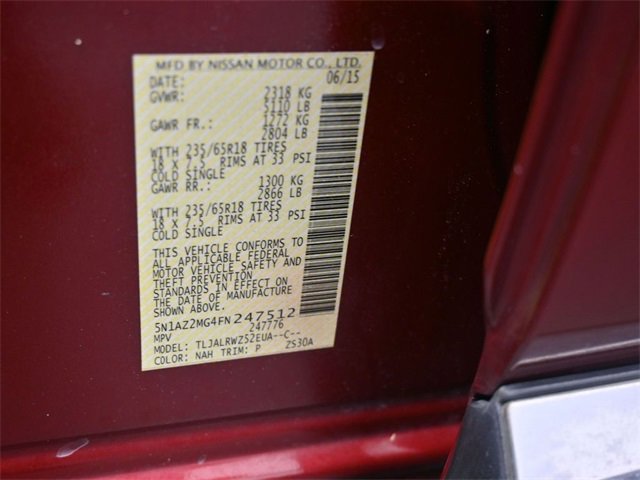 MFD BY NISSAN MOTOR CO., LTD.
DATE: 06/15
GVWR: 2318 KG
5110 LB
GAWR FR.: 1272 KG
2804 LB
WITH 235/65R18 TIRES
18 X 7.5 RIMS AT 33 PSI
COLD SINGLE
GAWR RR.: 1300 KG
2866 LB
WITH 235/65R18 TIRES
18 X 7.5 RIMS AT 33 PSI
COLD SINGLE
THIS VEHICLE CONFORMS TO
ALL APPLICABLE FEDERAL
MOTOR VEHICLE SAFETY AND
THEFT PREVENTION
STANDARDS IN EFFECT ON
THE DATE OF MANUFACTURE
SHOWN ABOVE.
5N1AZ2MG4FN247512
MPV 247776
MODEL: TLJALRWZ52EUA--C--
COLOR: NAH TRIM: P ZS30A